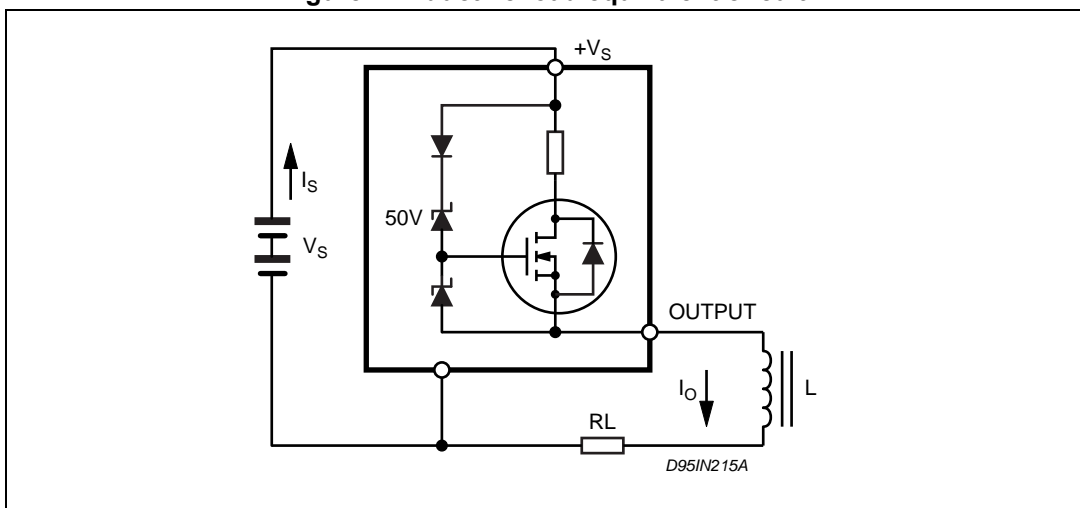 +VS
IS
50V
VS
OUTPUT
IO
L
RL
D95IN215A